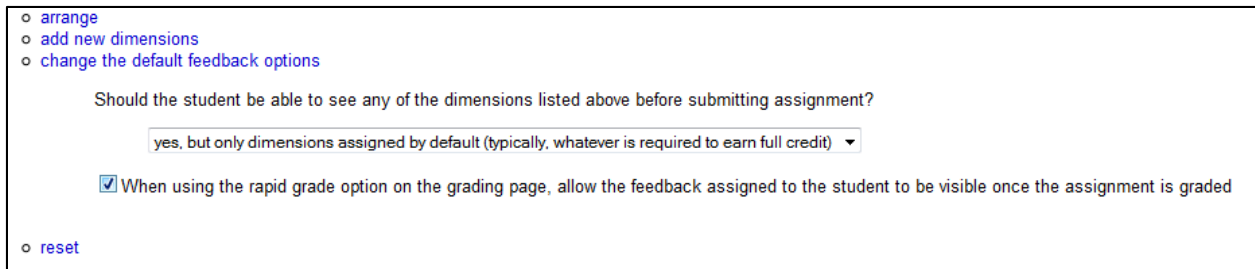 arrange
add new dimensions
change the default feedback options
Should the student be able to see any of the dimensions listed above before submitting assignment?
yes, but only dimensions assigned by default (typically, whatever is required to earn full credit)
When using the rapid grade option on the grading page, allow the feedback assigned to the student to be visible once the assignment is graded
reset